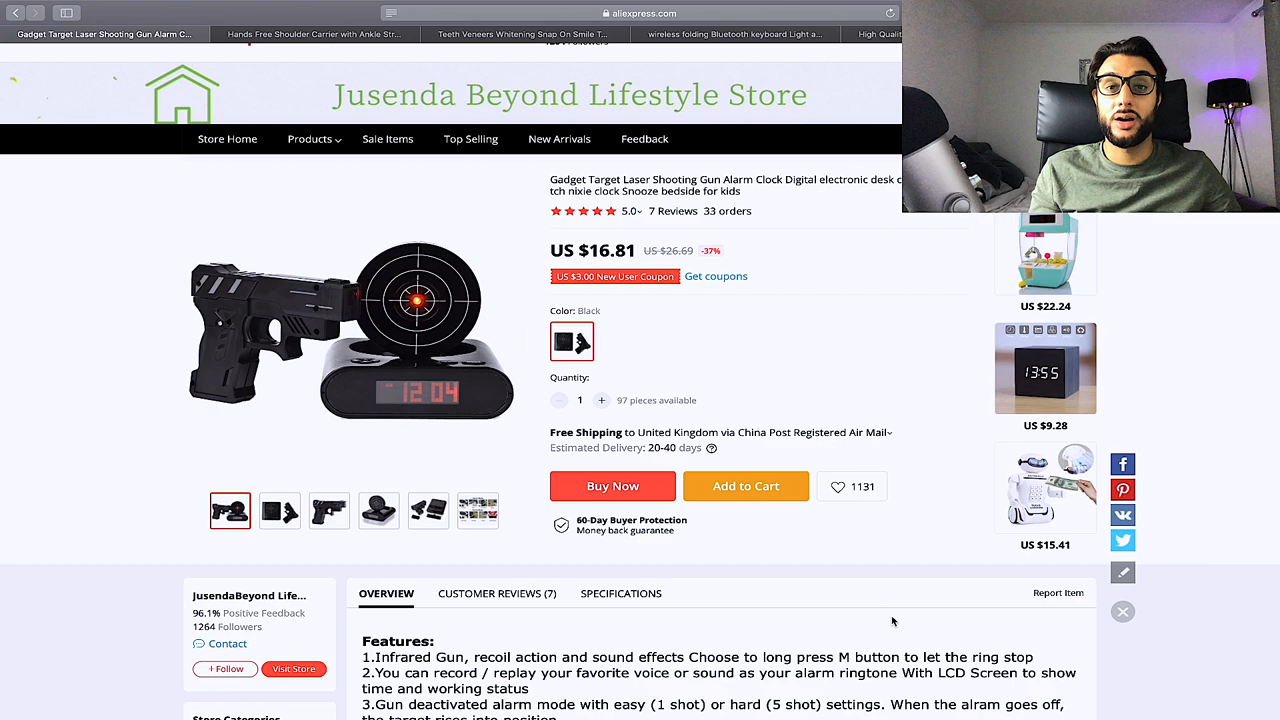 aliexpress.com
Gadget Target Laser Shooting Gun Alarm C...
Hands Free Shoulder Carrier with Ankle Str...
Teeth Veneers Whitening Snap On Smile T...
wireless folding Bluetooth keyboard Light a...
High Qualit
Jusenda Beyond Lifestyle Store
Store Home
Products
Sale Items
Top Selling
New Arrivals
Feedback
Gadget Target Laser Shooting Gun Alarm Clock Digital electronic desk c
tch nixie clock Snooze bedside for kids
5.0 7 Reviews 33 orders
US $16.81 US $26.69 -37%
US $3.00 New User Coupon Get coupons
Color: Black
Quantity:
1 97 pieces available
Free Shipping to United Kingdom via China Post Registered Air Mail
Estimated Delivery: 20-40 days
Buy Now
Add to Cart
1131
60-Day Buyer Protection
Money back guarantee
12 04
US $22.24
13:55
US $9.28
US $15.41
JusendaBeyond Life...
96.1% Positive Feedback
1264 Followers
Contact
+ Follow
Visit Store
OVERVIEW
CUSTOMER REVIEWS (7)
SPECIFICATIONS
Report Item
Features:
1.Infrared Gun, recoil action and sound effects Choose to long press M button to let the ring stop
2.You can record / replay your favorite voice or sound as your alarm ringtone With LCD Screen to show
time and working status
3.Gun deactivated alarm mode with easy (1 shot) or hard (5 shot) settings. When the alram goes off,
the target rises into position
Store Categories